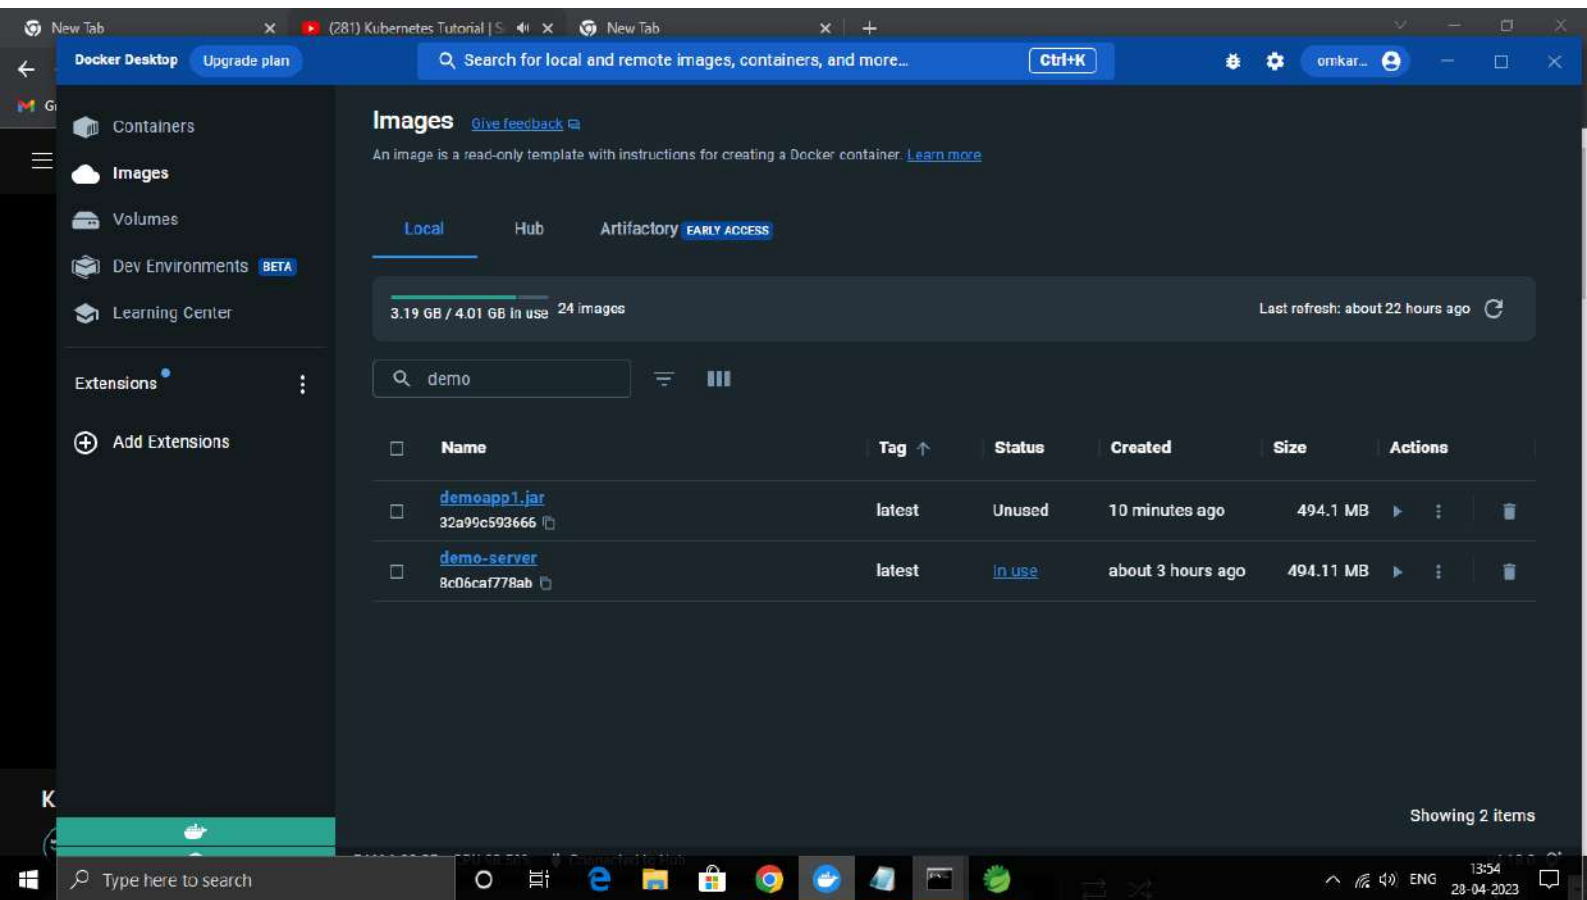 New Tab
(281) Kubernetes Tutorial | S
New Tab
Docker Desktop
Upgrade plan
Search for local and remote images, containers, and more...
Ctrl+K
omkar...
G
Containers
Images
Volumes
Dev Environments BETA
Learning Center
Extensions
Add Extensions
Images Give feedback
An image is a read-only template with instructions for creating a Docker container. Learn more
Local Hub Artifactory EARLY ACCESS
3.19 GB / 4.01 GB in use 24 images
Last refresh: about 22 hours ago
demo
Name Tag Status Created Size Actions
demoapp1.jar
32a99c593666
latest Unused 10 minutes ago 494.1 MB
demo-server
8c06caf778ab
latest In use about 3 hours ago 494.11 MB
Showing 2 items
K
Connected to Hub
Type here to search
ENG
13:54
28-04-2023